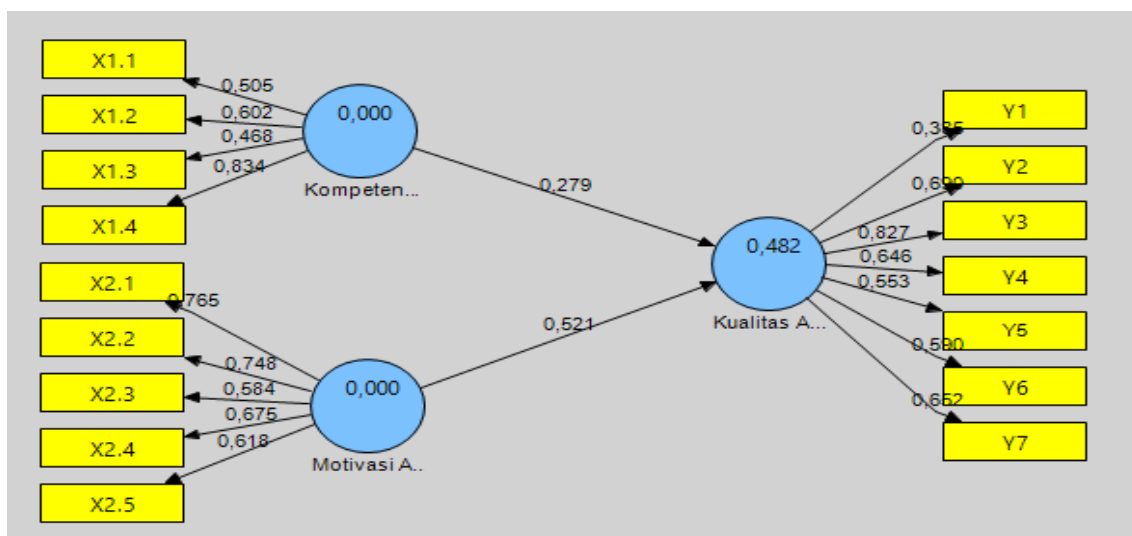 X1.1
X1.2
X1.3
X1.4
0,505
0,602
0,468
0,834
0,000
Kompeten...
X2.1
X2.2
X2.3
X2.4
X2.5
0,765
0,748
0,584
0,675
0,618
0,000
Motivasi A..
0,279
0,521
0,482
Kualitas A...
0,827
0,646
0,553
0,590
0,652
Y1
Y2
Y3
Y4
Y5
Y6
Y7